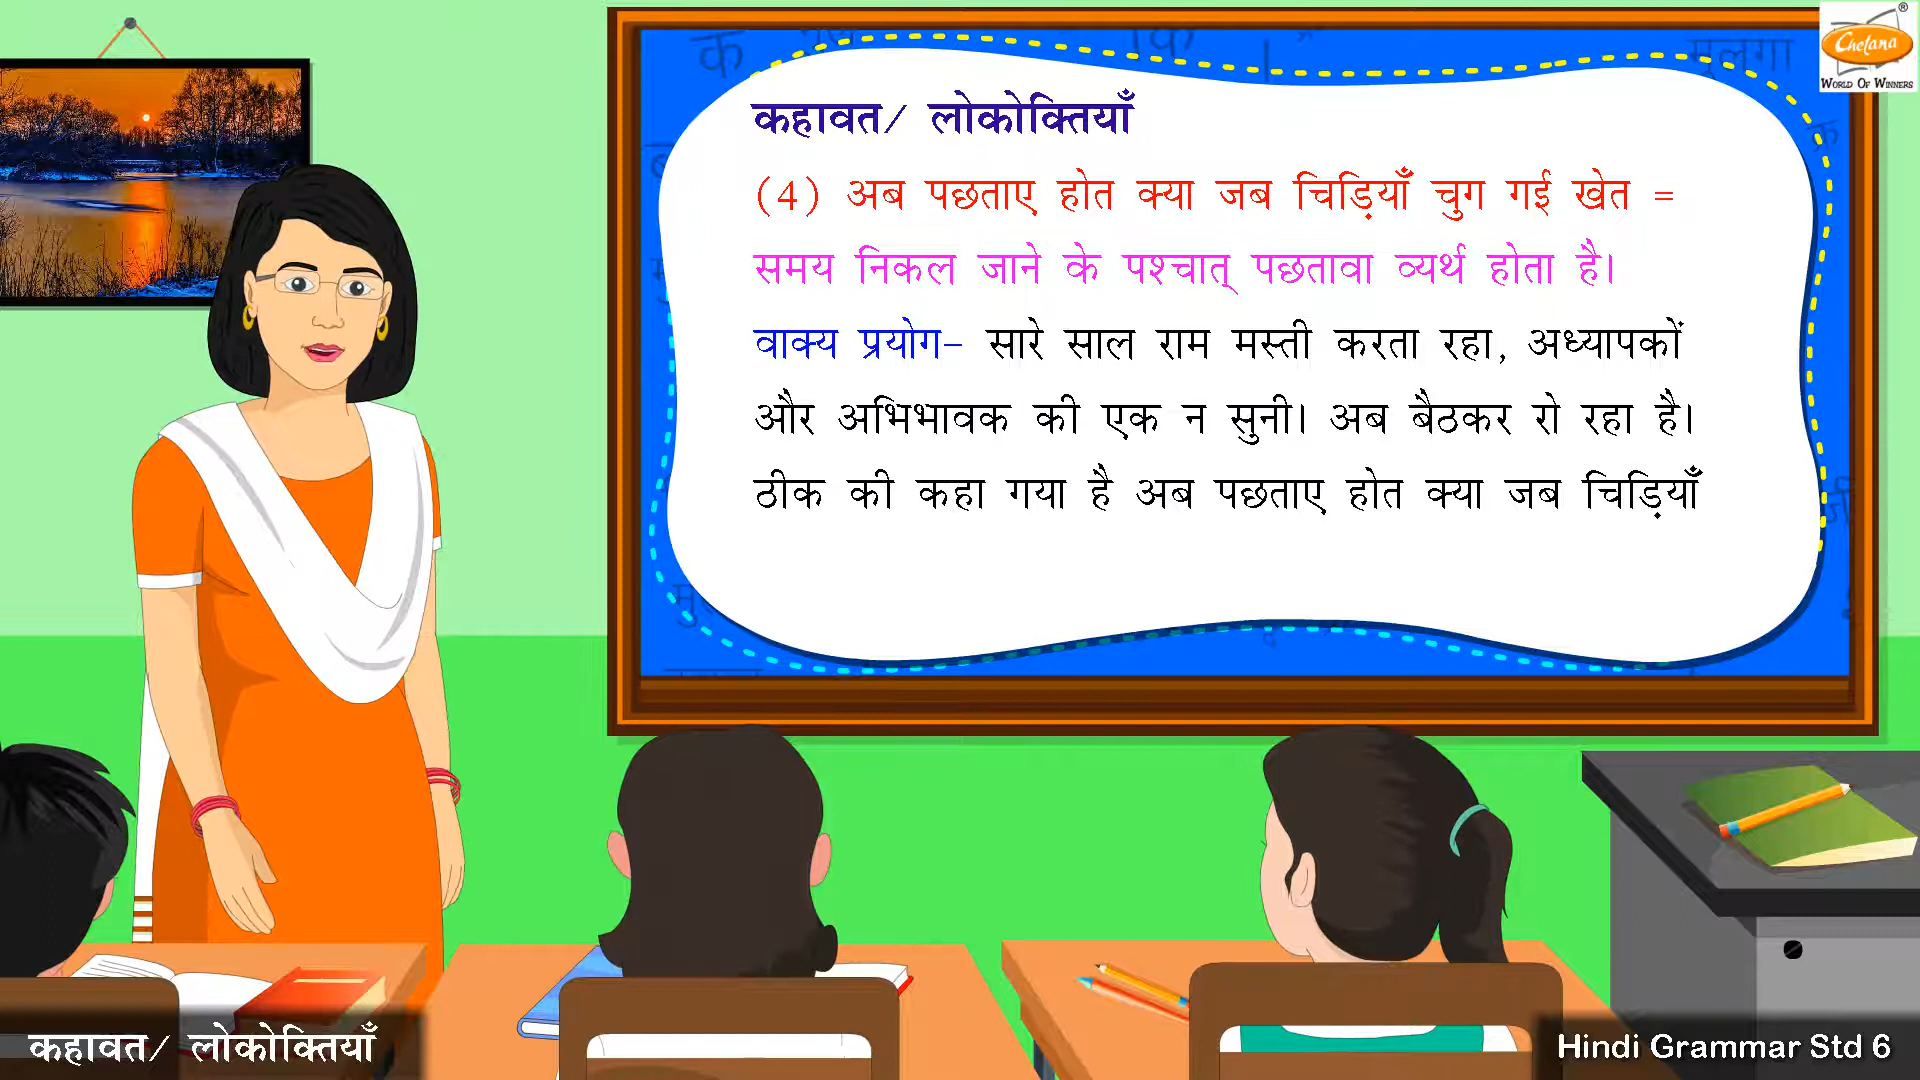 कहावत/ लोकोक्तियाँ
(4) अब पछताए होत क्या जब चिड़ियाँ चुग गई खेत =
समय निकल जाने के पश्चात् पछतावा व्यर्थ होता है।
वाक्य प्रयोग- सारे साल राम मस्ती करता रहा, अध्यापकों
और अभिभावक की एक न सुनी। अब बैठकर रो रहा है।
ठीक की कहा गया है अब पछताए होत क्या जब चिड़ियाँ
Chetana ®
WORLD OF WINNERS
कहावत/ लोकोक्तियाँ
Hindi Grammar Std 6